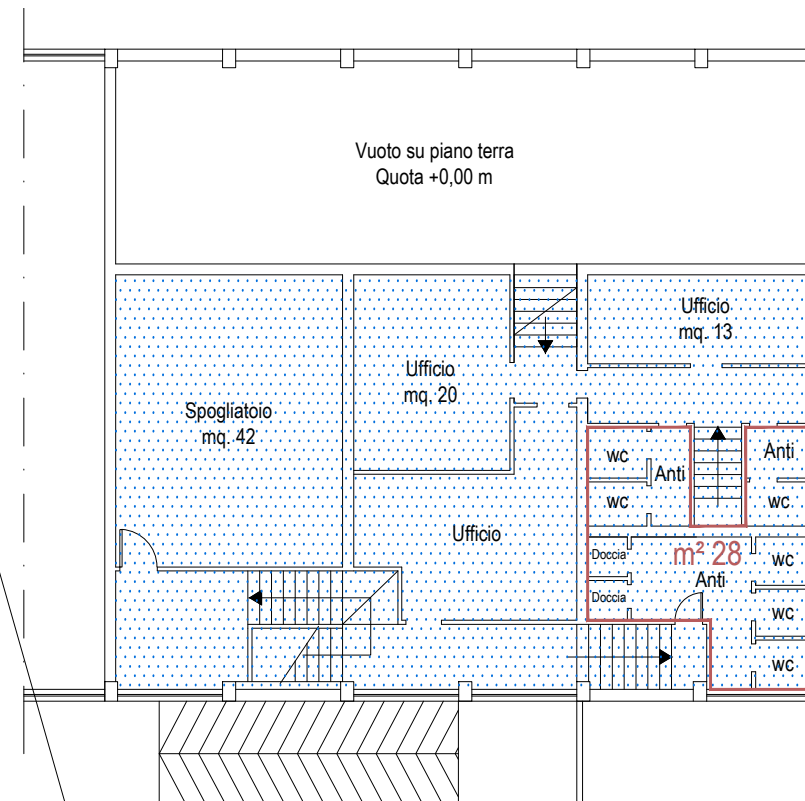 Vuoto su piano terra
Quota +0,00 m
Ufficio
mq. 13
Ufficio
mq. 20
Spogliatoio
mq. 42
wc
Anti
wc
Anti
wc
Ufficio
Doccia
m² 28
wc
Anti
Doccia
wc
wc